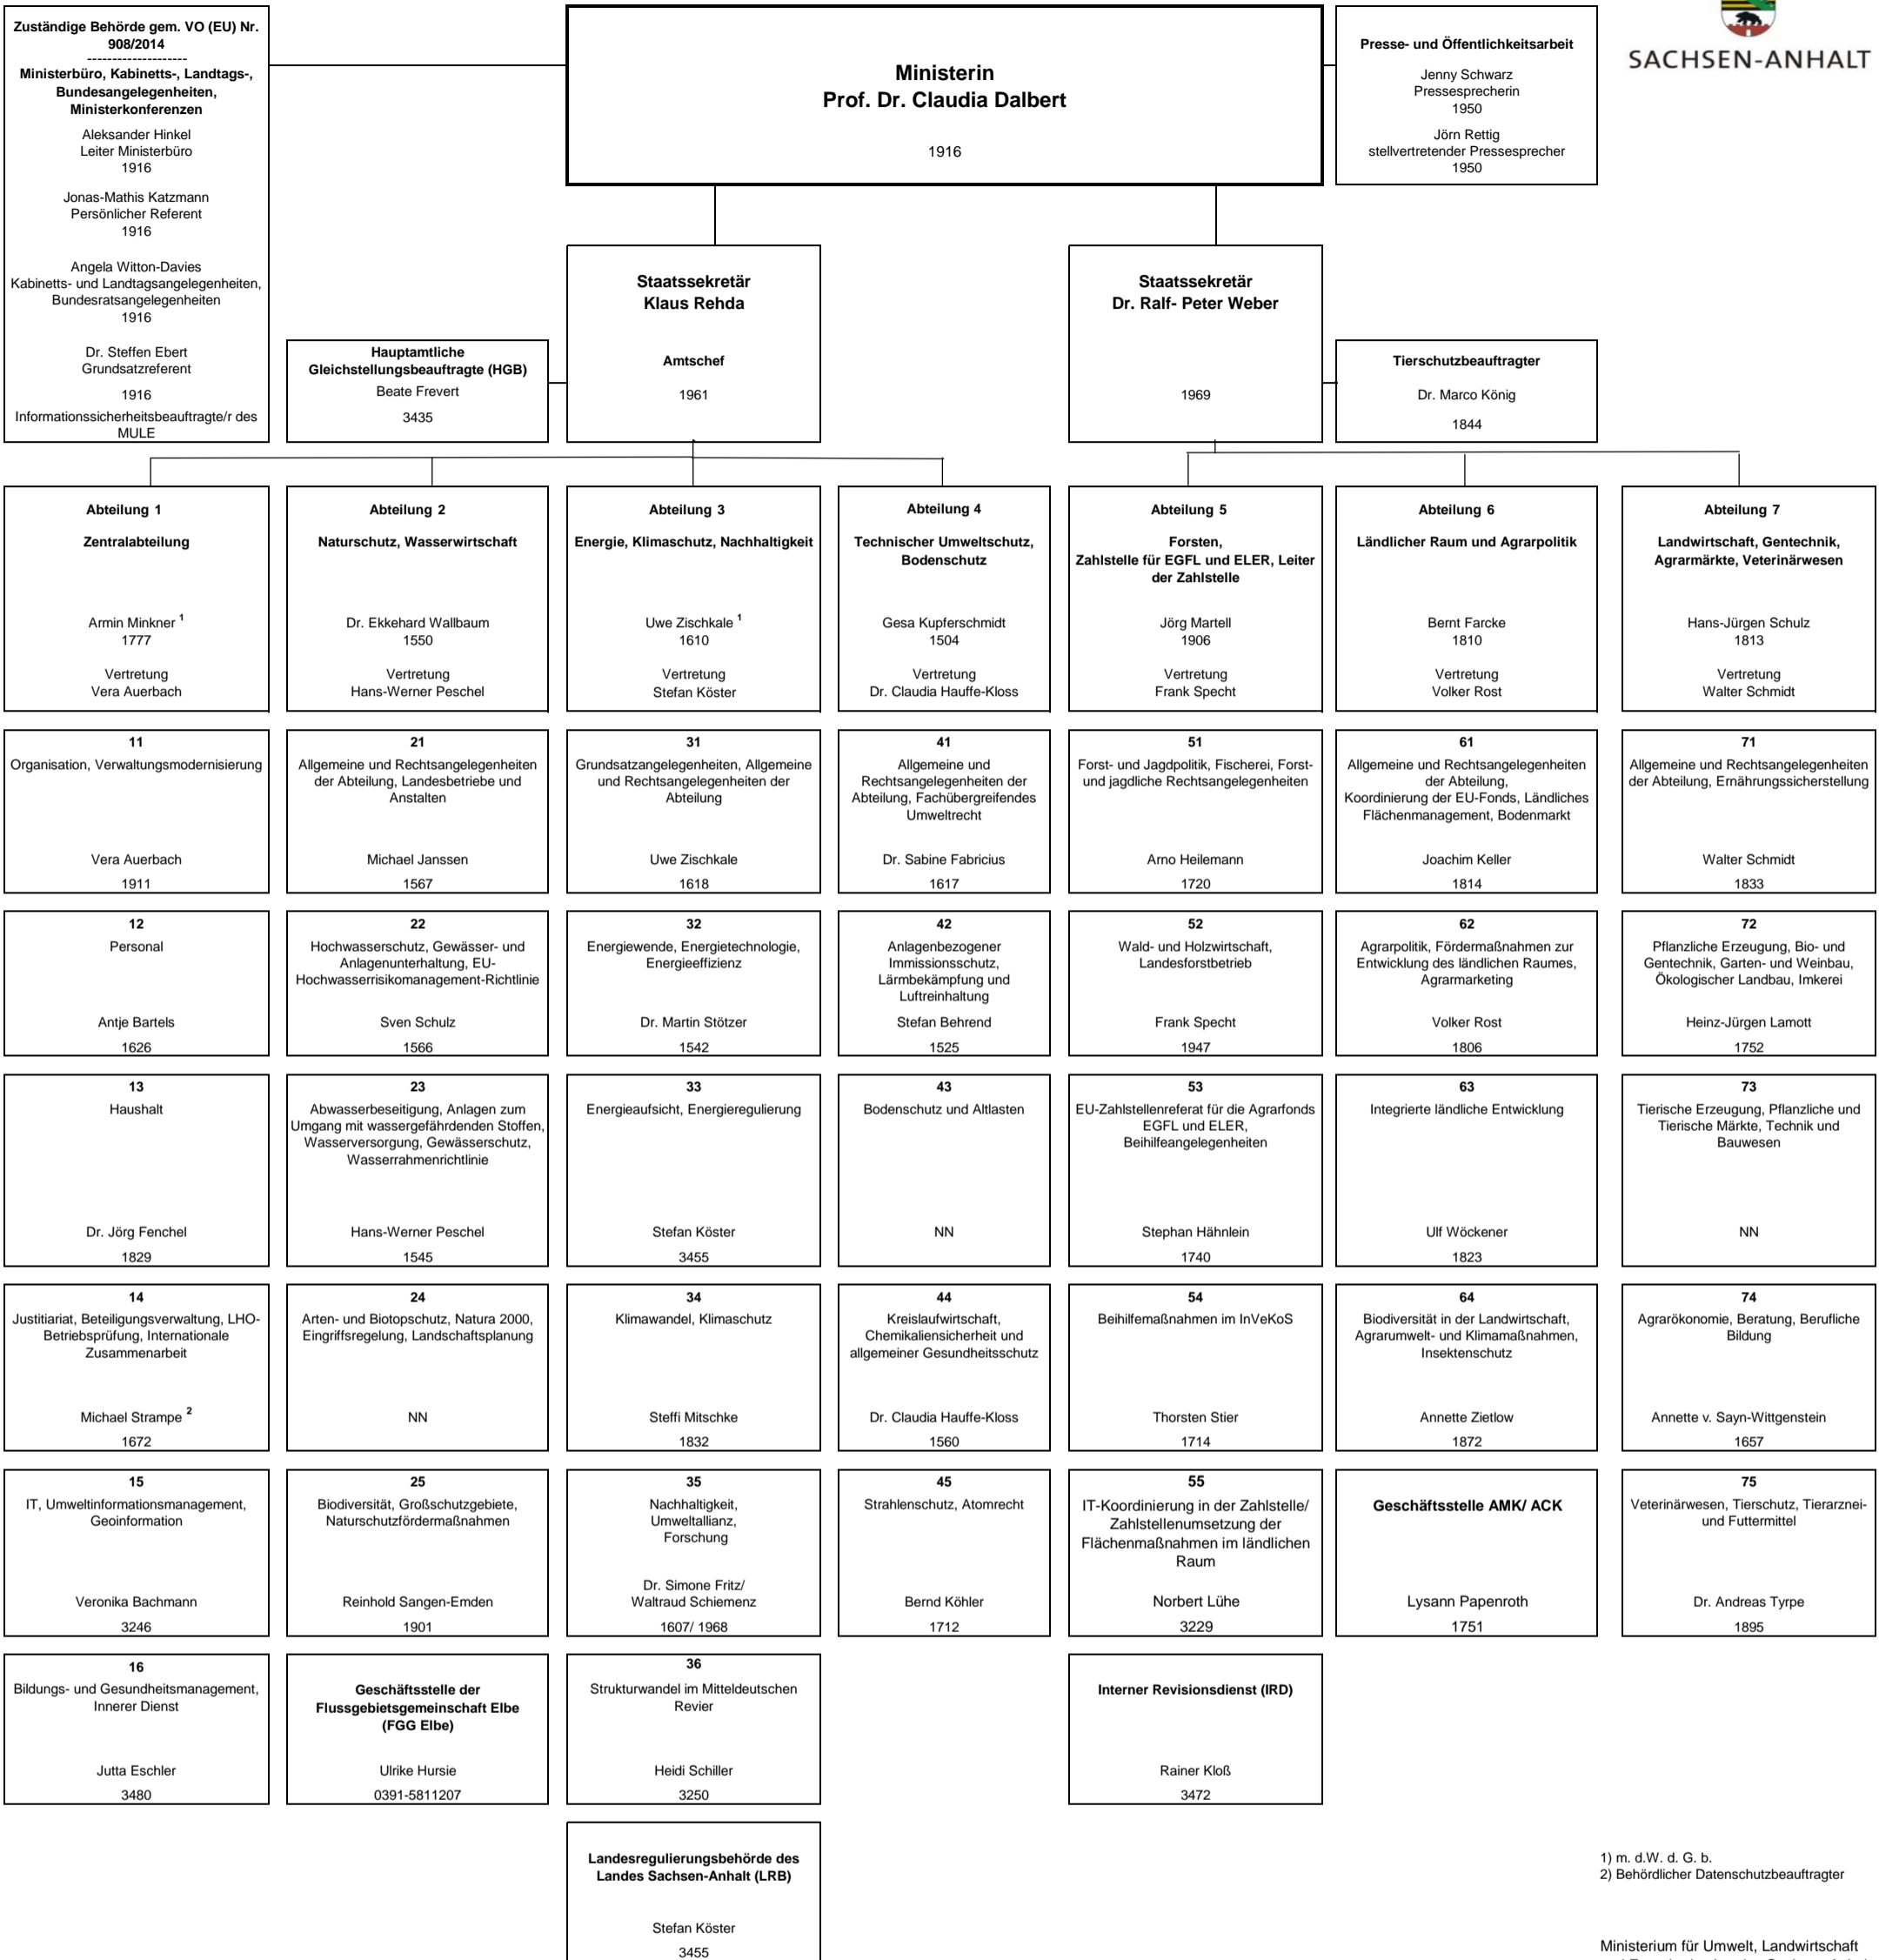 Zuständige Behörde gem. VO (EU) Nr.
908/2014
--------------------
Ministerbüro, Kabinetts-, Landtags-,
Bundesangelegenheiten,
Ministerkonferenzen
Aleksander Hinkel
Leiter Ministerbüro
1916
Jonas-Mathis Katzmann
Persönlicher Referent
1916
Angela Witton-Davies
Kabinetts- und Landtagsangelegenheiten,
Bundesratsangelegenheiten
1916
Dr. Steffen Ebert
Grundsatzreferent
1916
Informationssicherheitsbeauftragte/r des
MULE
Ministerin
Prof. Dr. Claudia Dalbert
1916
Presse- und Öffentlichkeitsarbeit
Jenny Schwarz
Pressesprecherin
1950
Jörn Rettig
stellvertretender Pressesprecher
1950
SACHSEN-ANHALT
Hauptamtliche
Gleichstellungsbeauftragte (HGB)
Beate Frevert
3435
Staatssekretär
Klaus Rehda
Amtschef
1961
Staatssekretär
Dr. Ralf- Peter Weber
1969
Tierschutzbeauftragter
Dr. Marco König
1844
Abteilung 1
Zentralabteilung
Armin Minkner 1
1777
Vertretung
Vera Auerbach
Abteilung 2
Naturschutz, Wasserwirtschaft
Dr. Ekkehard Wallbaum
1550
Vertretung
Hans-Werner Peschel
Abteilung 3
Energie, Klimaschutz, Nachhaltigkeit
Uwe Zischkale 1
1610
Vertretung
Stefan Köster
Abteilung 4
Technischer Umweltschutz,
Bodenschutz
Gesa Kupferschmidt
1504
Vertretung
Dr. Claudia Hauffe-Kloss
Abteilung 5
Forsten,
Zahlstelle für EGFL und ELER, Leiter
der Zahlstelle
Jörg Martell
1906
Vertretung
Frank Specht
Abteilung 6
Ländlicher Raum und Agrarpolitik
Bernt Farcke
1810
Vertretung
Volker Rost
Abteilung 7
Landwirtschaft, Gentechnik,
Agrarmärkte, Veterinärwesen
Hans-Jürgen Schulz
1813
Vertretung
Walter Schmidt
11
Organisation, Verwaltungsmodernisierung
Vera Auerbach
1911
21
Allgemeine und Rechtsangelegenheiten
der Abteilung, Landesbetriebe und
Anstalten
Michael Janssen
1567
31
Grundsatzangelegenheiten, Allgemeine
und Rechtsangelegenheiten der
Abteilung
Uwe Zischkale
1618
41
Allgemeine und
Rechtsangelegenheiten der
Abteilung, Fachübergreifendes
Umweltrecht
Dr. Sabine Fabricius
1617
51
Forst- und Jagdpolitik, Fischerei, Forst-
und jagdliche Rechtsangelegenheiten
Arno Heilemann
1720
61
Allgemeine und Rechtsangelegenheiten
der Abteilung,
Koordinierung der EU-Fonds, Ländliches
Flächenmanagement, Bodenmarkt
Joachim Keller
1814
71
Allgemeine und Rechtsangelegenheiten
der Abteilung, Ernährungssicherstellung
Walter Schmidt
1833
12
Personal
Antje Bartels
1626
22
Hochwasserschutz, Gewässer- und
Anlagenunterhaltung, EU-
Hochwasserrisikomanagement-Richtlinie
Sven Schulz
1566
32
Energiewende, Energietechnologie,
Energieeffizienz
Dr. Martin Stötzer
1542
42
Anlagenbezogener
Immissionsschutz,
Lärmbekämpfung und
Luftreinhaltung
Stefan Behrend
1525
52
Wald- und Holzwirtschaft,
Landesforstbetrieb
Frank Specht
1947
62
Agrarpolitik, Fördermaßnahmen zur
Entwicklung des ländlichen Raumes,
Agrarmarketing
Volker Rost
1806
72
Pflanzliche Erzeugung, Bio- und
Gentechnik, Garten- und Weinbau,
Ökologischer Landbau, Imkerei
Heinz-Jürgen Lamott
1752
13
Haushalt
Dr. Jörg Fenchel
1829
23
Abwasserbeseitigung, Anlagen zum
Umgang mit wassergefährdenden Stoffen,
Wasserversorgung, Gewässerschutz,
Wasserrahmenrichtlinie
Hans-Werner Peschel
1545
33
Energieaufsicht, Energieregulierung
Stefan Köster
3455
43
Bodenschutz und Altlasten
NN
53
EU-Zahlstellenreferat für die Agrarfonds
EGFL und ELER,
Beihilfeangelegenheiten
Stephan Hähnlein
1740
63
Integrierte ländliche Entwicklung
Ulf Wöckener
1823
73
Tierische Erzeugung, Pflanzliche und
Tierische Märkte, Technik und
Bauwesen
NN
14
Justitiariat, Beteiligungsverwaltung, LHO-
Betriebsprüfung, Internationale
Zusammenarbeit
Michael Strampe 2
1672
24
Arten- und Biotopschutz, Natura 2000,
Eingriffsregelung, Landschaftsplanung
NN
34
Klimawandel, Klimaschutz
Steffi Mitschke
1832
44
Kreislaufwirtschaft,
Chemikaliensicherheit und
allgemeiner Gesundheitsschutz
Dr. Claudia Hauffe-Kloss
1560
54
Beihilfemaßnahmen im InVeKoS
Thorsten Stier
1714
64
Biodiversität in der Landwirtschaft,
Agrarumwelt- und Klimamaßnahmen,
Insektenschutz
Annette Zietlow
1872
74
Agrarökonomie, Beratung, Berufliche
Bildung
Annette v. Sayn-Wittgenstein
1657
15
IT, Umweltinformationsmanagement,
Geoinformation
Veronika Bachmann
3246
25
Biodiversität, Großschutzgebiete,
Naturschutzfördermaßnahmen
Reinhold Sangen-Emden
1901
35
Nachhaltigkeit,
Umweltallianz,
Forschung
Dr. Simone Fritz/
Waltraud Schiemenz
1607/ 1968
45
Strahlenschutz, Atomrecht
Bernd Köhler
1712
55
IT-Koordinierung in der Zahlstelle/
Zahlstellenumsetzung der
Flächenmaßnahmen im ländlichen
Raum
Norbert Lühe
3229
Geschäftsstelle AMK/ ACK
Lysann Papenroth
1751
75
Veterinärwesen, Tierschutz, Tierarznei-
und Futtermittel
Dr. Andreas Tyrpe
1895
16
Bildungs- und Gesundheitsmanagement,
Innerer Dienst
Jutta Eschler
3480
Geschäftsstelle der
Flussgebietsgemeinschaft Elbe
(FGG Elbe)
Ulrike Hursie
0391-5811207
36
Strukturwandel im Mitteldeutschen
Revier
Heidi Schiller
3250
Interner Revisionsdienst (IRD)
Rainer Kloß
3472
Landesregulierungsbehörde des
Landes Sachsen-Anhalt (LRB)
Stefan Köster
3455
1) m. d.W. d. G. b.
2) Behördlicher Datenschutzbeauftragter
Ministerium für Umwelt, Landwirtschaft